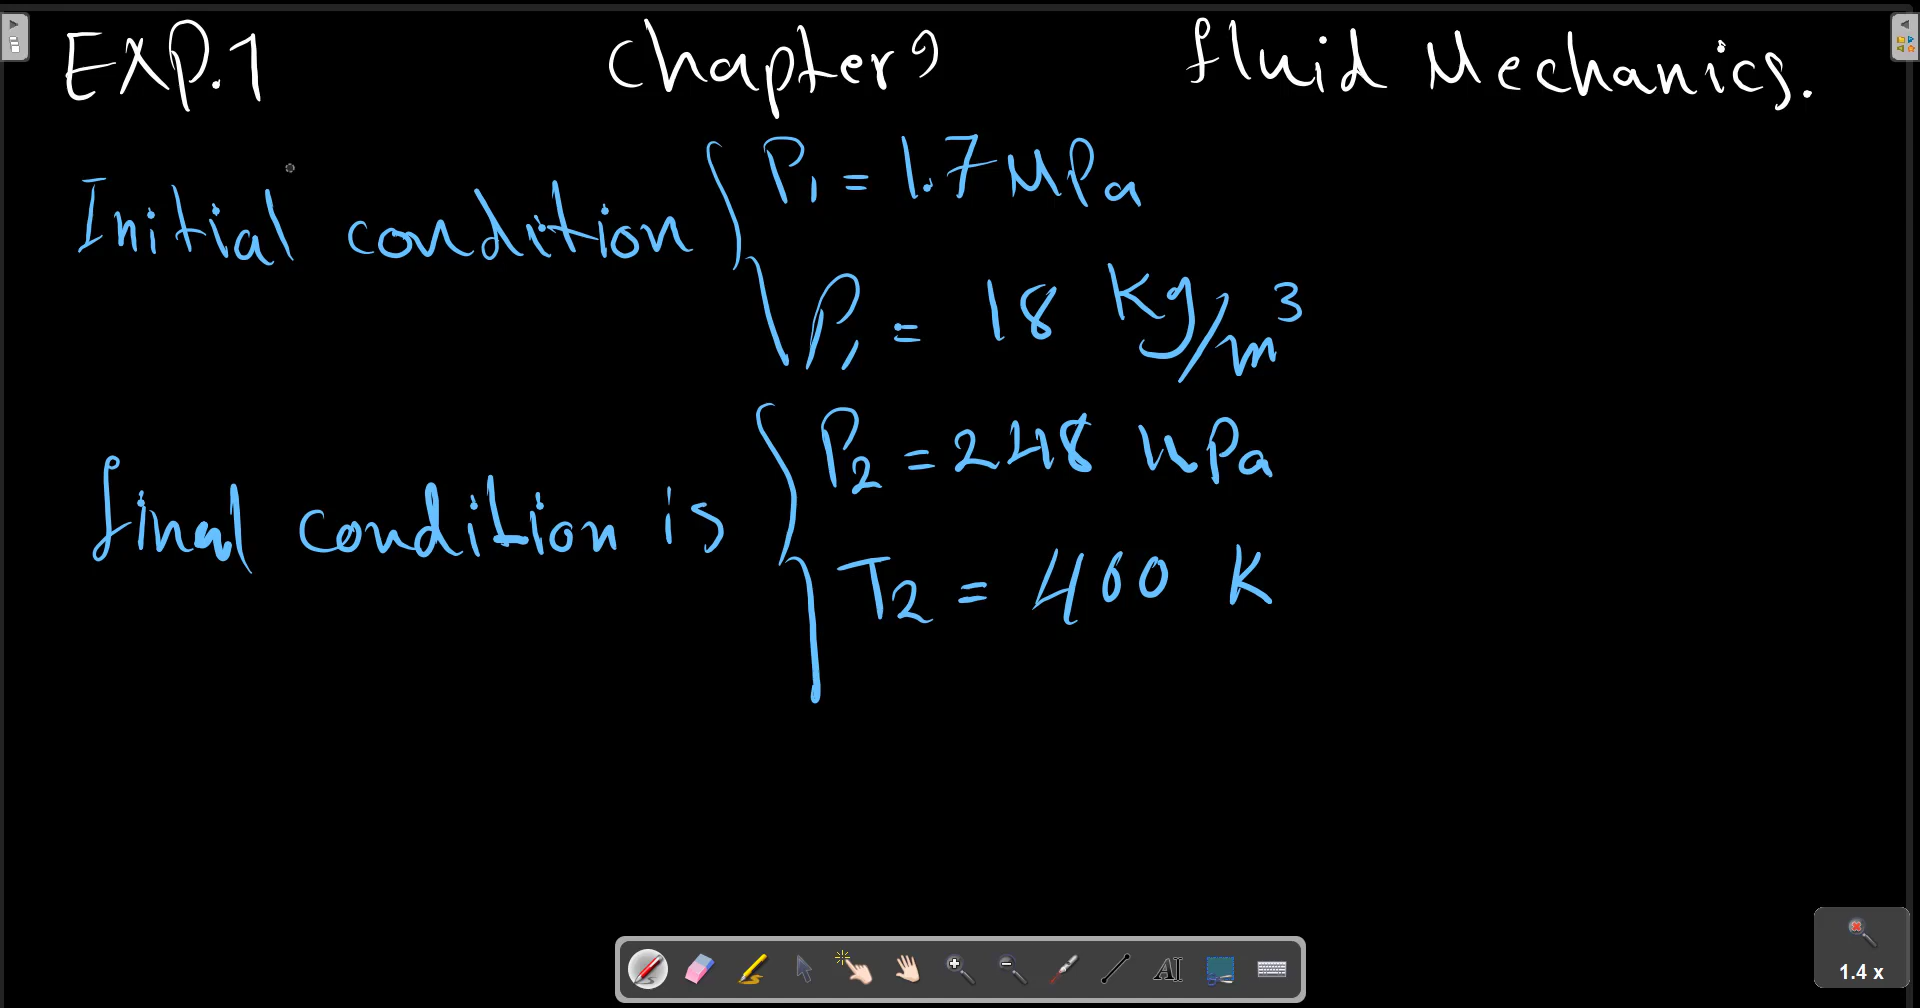 EXP.1 Chapter 9 fluid Mechanics.
Initial condition P1 = 1.7 MPa
ρ1 = 18 Kg/m³
final condition is P2 = 248 KPa
T2 = 400 K
1.4 x